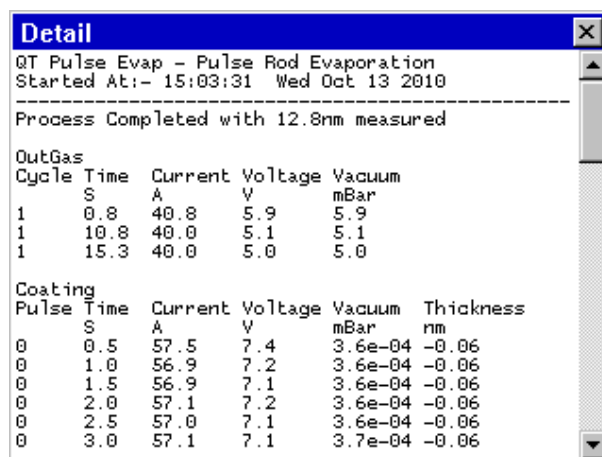 Detail
QT Pulse Evap - Pulse Rod Evaporation
Started At:- 15:03:31 Wed Oct 13 2010
--------------------------------------------------------
Process Completed with 12.8nm measured
OutGas
Cycle Time Current Voltage Vacuum
S A V mBar
1 0.8 40.8 5.9 5.9
1 10.8 40.0 5.1 5.1
1 15.3 40.0 5.0 5.0
Coating
Pulse Time Current Voltage Vacuum Thickness
S A V mBar nm
0 0.5 57.5 7.4 3.6e-04 -0.06
0 1.0 56.9 7.2 3.6e-04 -0.06
0 1.5 56.9 7.1 3.6e-04 -0.06
0 2.0 57.1 7.2 3.6e-04 -0.06
0 2.5 57.0 7.1 3.6e-04 -0.06
0 3.0 57.1 7.1 3.7e-04 -0.06